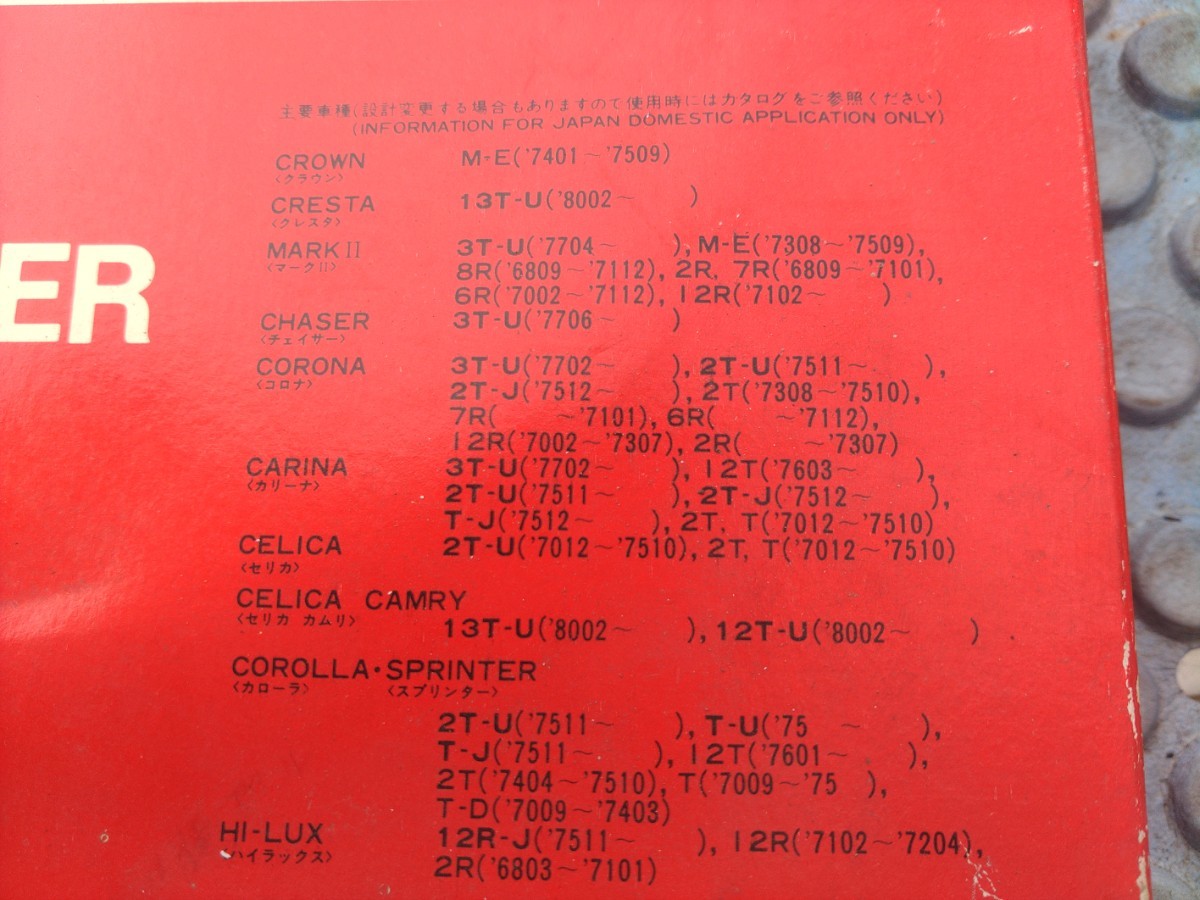 主要車種(設計変更する場合もありますので使用時にはカタログをご参照ください)
(INFORMATION FOR JAPAN DOMESTIC APPLICATION ONLY)
CROWN M-E('7401~'7509)
<クラウン>
CRESTA 13T-U('8002~ )
<クレスタ>
ER
MARK II 3T-U('7704~ ), M-E('7308~'7509),
<マークII> 8R('6809~'7112), 2R, 7R('6809~'7101),
6R('7002~'7112), 12R('7102~ )
CHASER 3T-U('7706~ )
<チェイサー>
CORONA 3T-U('7702~ ), 2T-U('7511~ ),
<コロナ> 2T-J('7512~ ), 2T('7308~'7510),
7R( ~'7101), 6R( ~'7112),
12R('7002~'7307), 2R( ~'7307)
CARINA 3T-U('7702~ ), 12T('7603~ ),
<カリーナ> 2T-U('7511~ ), 2T-J('7512~ ),
T-J('7512~ ), 2T, T('7012~'7510)
CELICA 2T-U('7012~'7510), 2T, T('7012~'7510)
<セリカ>
CELICA CAMRY
<セリカ カムリ>
13T-U('8002~ ), 12T-U('8002~ )
COROLLA・SPRINTER
<カローラ> <スプリンター>
2T-U('7511~ ), T-U('75 ~ ),
T-J('7511~ ), 12T('7601~ ),
2T('7404~'7510), T('7009~'75 ),
T-D('7009~'7403)
HI-LUX 12R-J('7511~ ), 12R('7102~'7204),
<ハイラックス> 2R('6803~'7101)